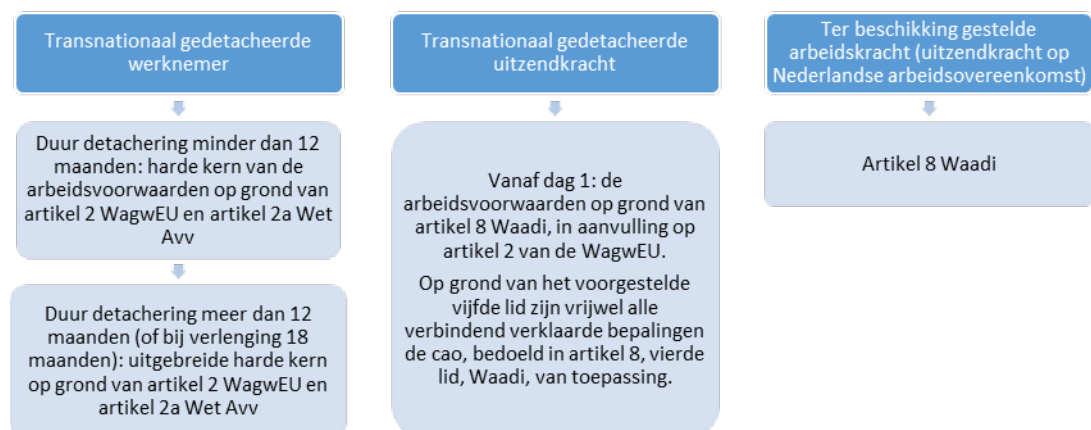 Transnationaal gedetacheerde
werknemer
Duur detachering minder dan 12
maanden: harde kern van de
arbeidsvoorwaarden op grond van
artikel 2 WagwEU en artikel 2a Wet
Avv
Duur detachering meer dan 12
maanden (of bij verlenging 18
maanden): uitgebreide harde kern
op grond van artikel 2 WagwEU en
artikel 2a Wet Avv
Transnationaal gedetacheerde
uitzendkracht
Vanaf dag 1: de
arbeidsvoorwaarden op grond van
artikel 8 Waadi, in aanvulling op
artikel 2 van de WagwEU.
Op grond van het voorgestelde
vijfde lid zijn vrijwel alle
verbindend verklaarde bepalingen
de cao, bedoeld in artikel 8, vierde
lid, Waadi, van toepassing.
Ter beschikking gestelde
arbeidskracht (uitzendkracht op
Nederlandse arbeidsovereenkomst)
Artikel 8 Waadi